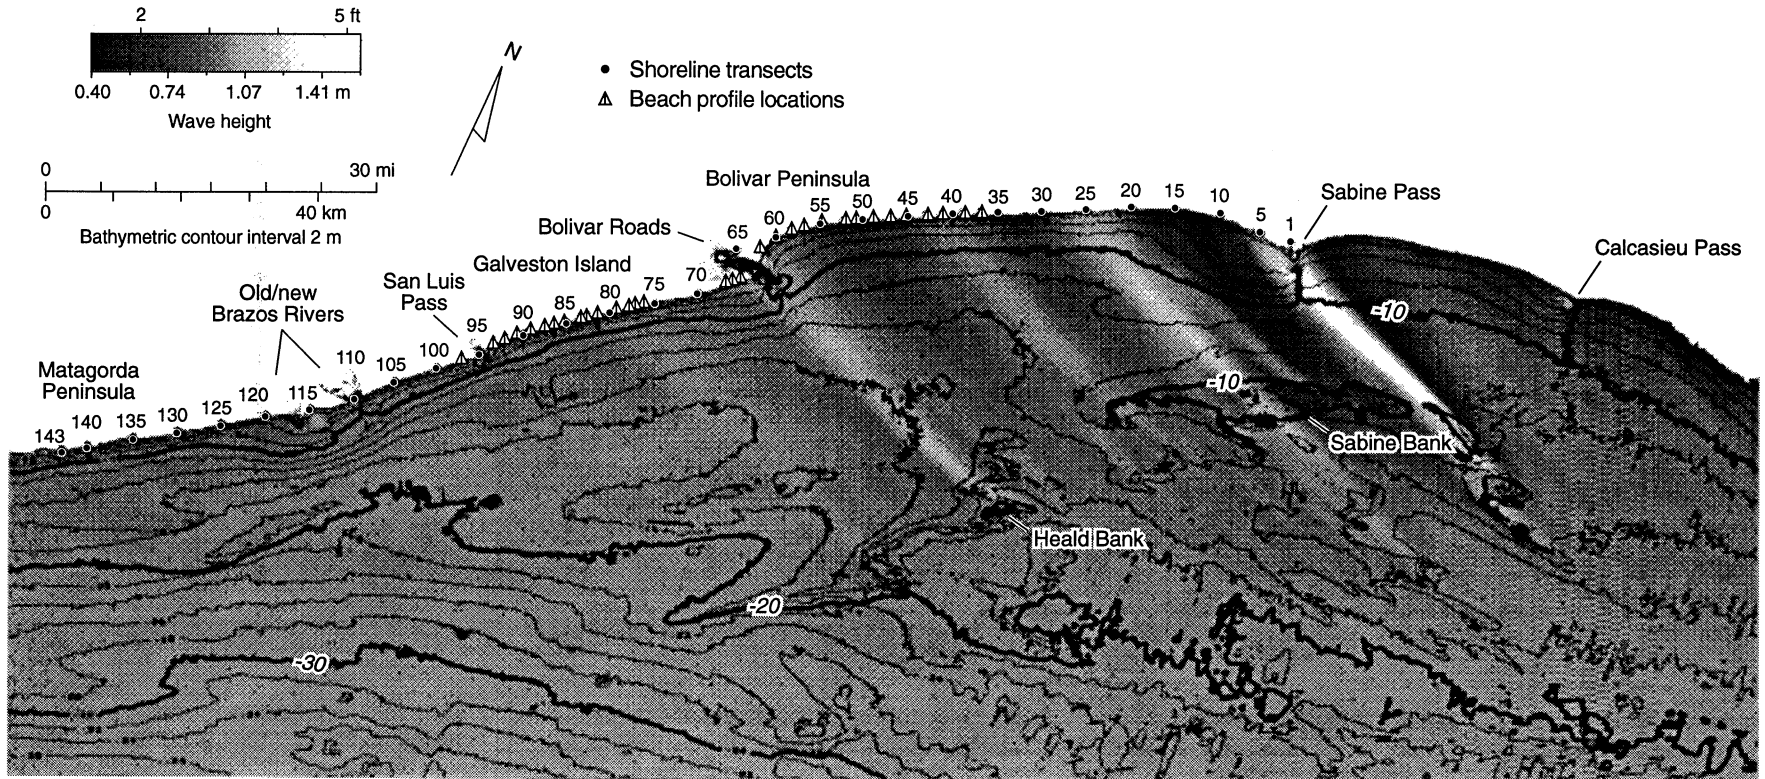 2 5 ft
0.40 0.74 1.07 1.41 m
Wave height
0 30 mi
0 40 km
Bathymetric contour interval 2 m
N
Shoreline transects
Beach profile locations
Bolivar Peninsula
Sabine Pass
Calcasieu Pass
Bolivar Roads
Galveston Island
San Luis
Pass
Old/new
Brazos Rivers
Matagorda
Peninsula
143 140 135 130 125 120 115 110 105 100 95 90 85 80 75 70 65 60 55 50 45 40 35 30 25 20 15 10 5 1
-10
-10
Sabine Bank
Heald Bank
-20
-30